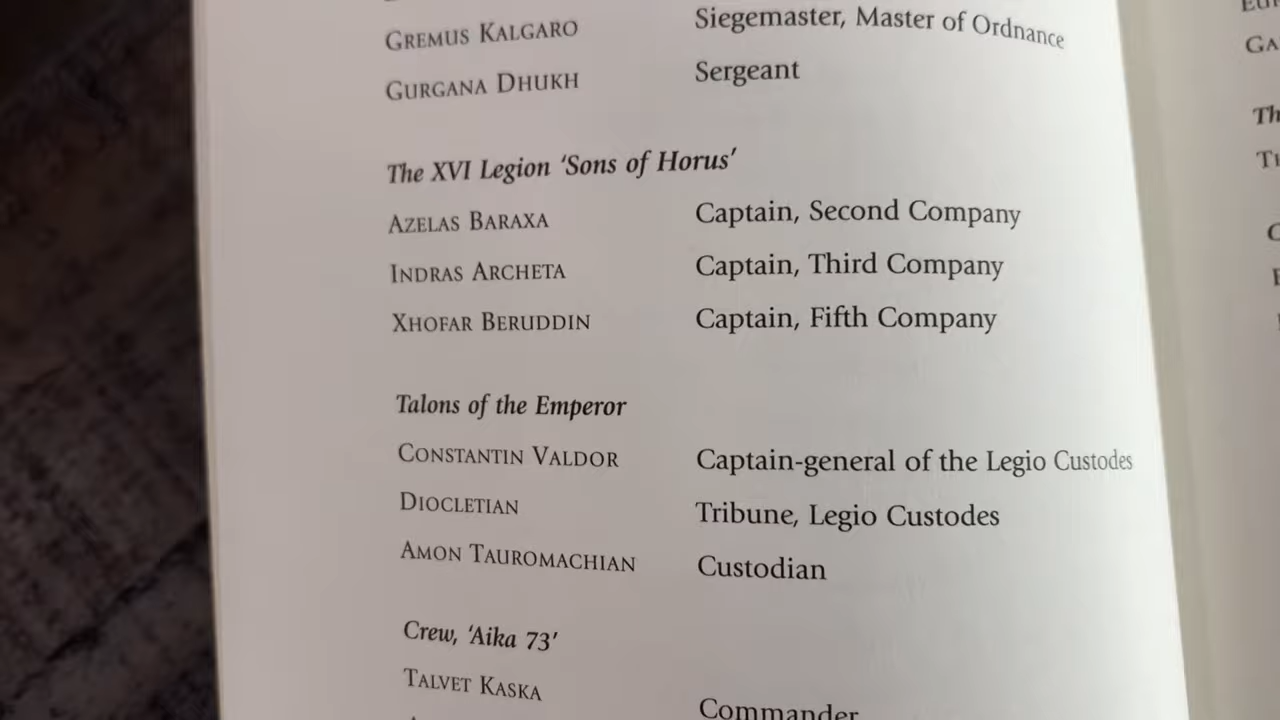 GREMUS KALGARO Siegemaster, Master of Ordnance
GURGANA DHUKH Sergeant
The XVI Legion ‘Sons of Horus’
AZELAS BARAXA Captain, Second Company
INDRAS ARCHETA Captain, Third Company
XHOFAR BERUDDIN Captain, Fifth Company
Talons of the Emperor
CONSTANTIN VALDOR Captain-general of the Legio Custodes
DIOCLETIAN Tribune, Legio Custodes
AMON TAUROMACHIAN Custodian
Crew, ‘Aika 73’
TALVET KASKA Commander